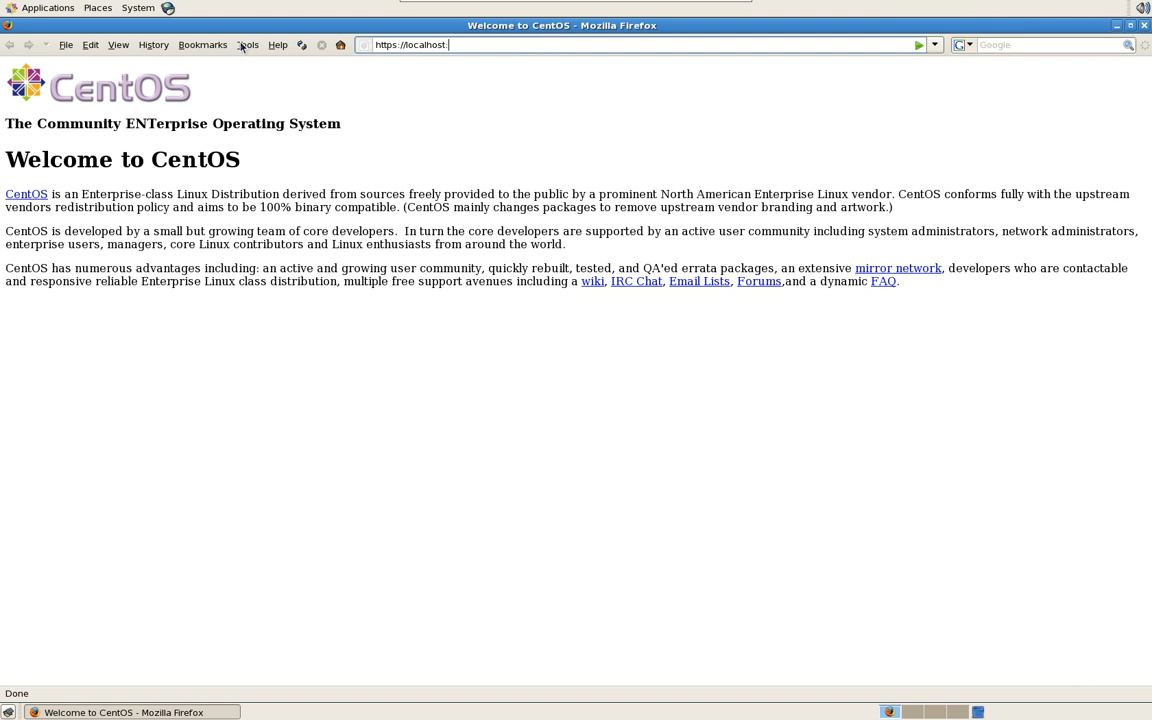 Applications Places System
Welcome to CentOS - Mozilla Firefox
File Edit View History Bookmarks Tools Help https://localhost: Google
CentOS
The Community ENTerprise Operating System
Welcome to CentOS
CentOS is an Enterprise-class Linux Distribution derived from sources freely provided to the public by a prominent North American Enterprise Linux vendor. CentOS conforms fully with the upstream
vendors redistribution policy and aims to be 100% binary compatible. (CentOS mainly changes packages to remove upstream vendor branding and artwork.)
CentOS is developed by a small but growing team of core developers. In turn the core developers are supported by an active user community including system administrators, network administrators,
enterprise users, managers, core Linux contributors and Linux enthusiasts from around the world.
CentOS has numerous advantages including: an active and growing user community, quickly rebuilt, tested, and QA'ed errata packages, an extensive mirror network, developers who are contactable
and responsive reliable Enterprise Linux class distribution, multiple free support avenues including a wiki, IRC Chat, Email Lists, Forums,and a dynamic FAQ.
Done
Welcome to CentOS - Mozilla Firefox